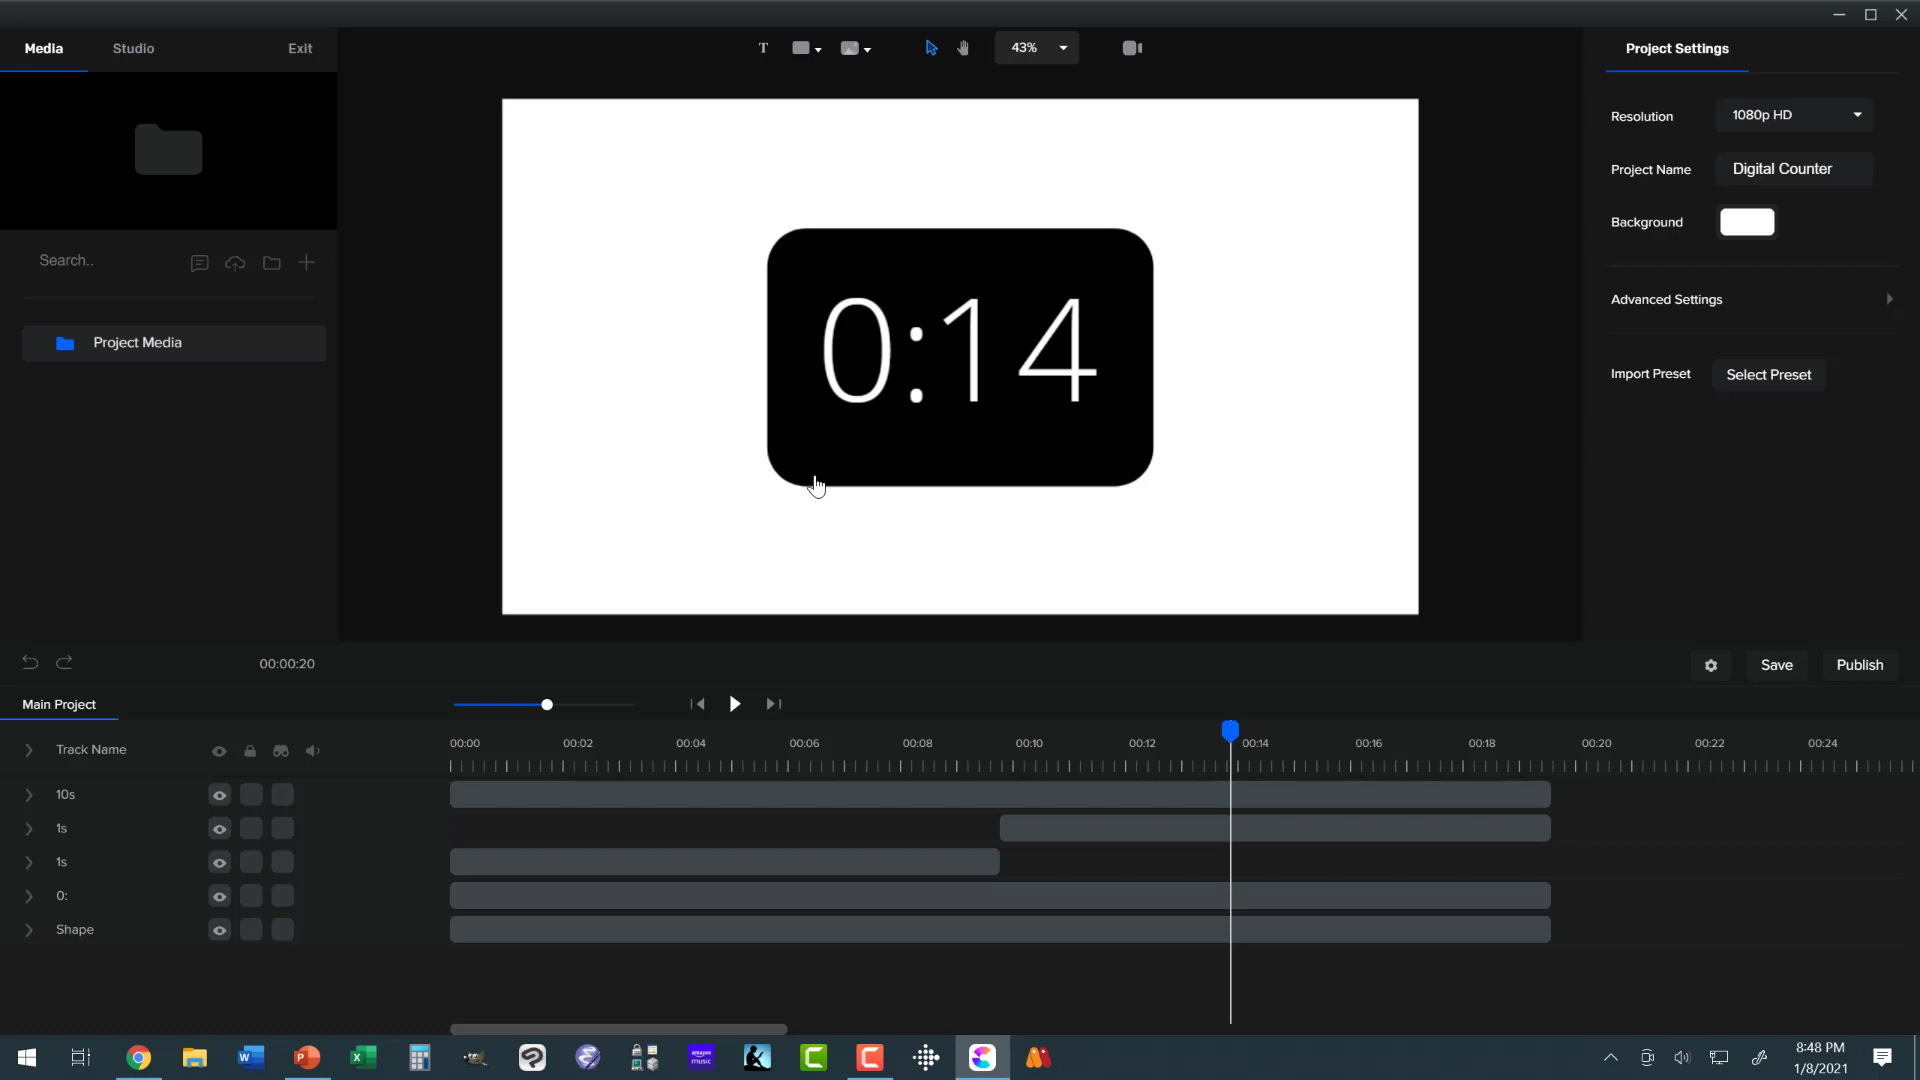 Media
Studio
Exit
T
43%
Project Settings
Resolution
1080p HD
Project Name
Digital Counter
Background
Advanced Settings
Import Preset
Select Preset
Search..
Project Media
0:14
00:00:20
Save
Publish
Main Project
Track Name
00:00
00:02
00:04
00:06
00:08
00:10
00:12
00:14
00:16
00:18
00:20
00:22
00:24
10s
1s
1s
0:
Shape
W
P
X
amazon
music
8:48 PM
1/8/2021